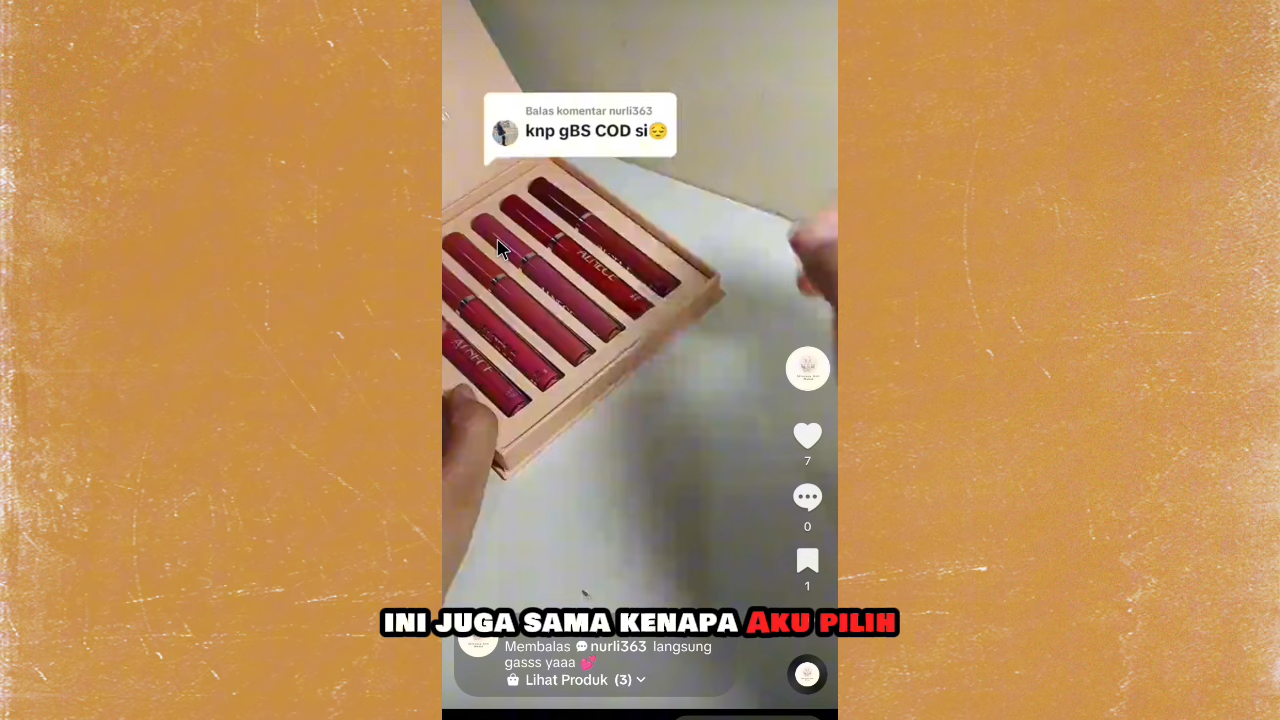 Balas komentar nurli363
knp gBS COD si😔
7
0
1
INI JUGA SAMA KENAPA AKU PILIH
Membalas 💬nurli363 langsung
gasss yaaa 💕
Lihat Produk (3)